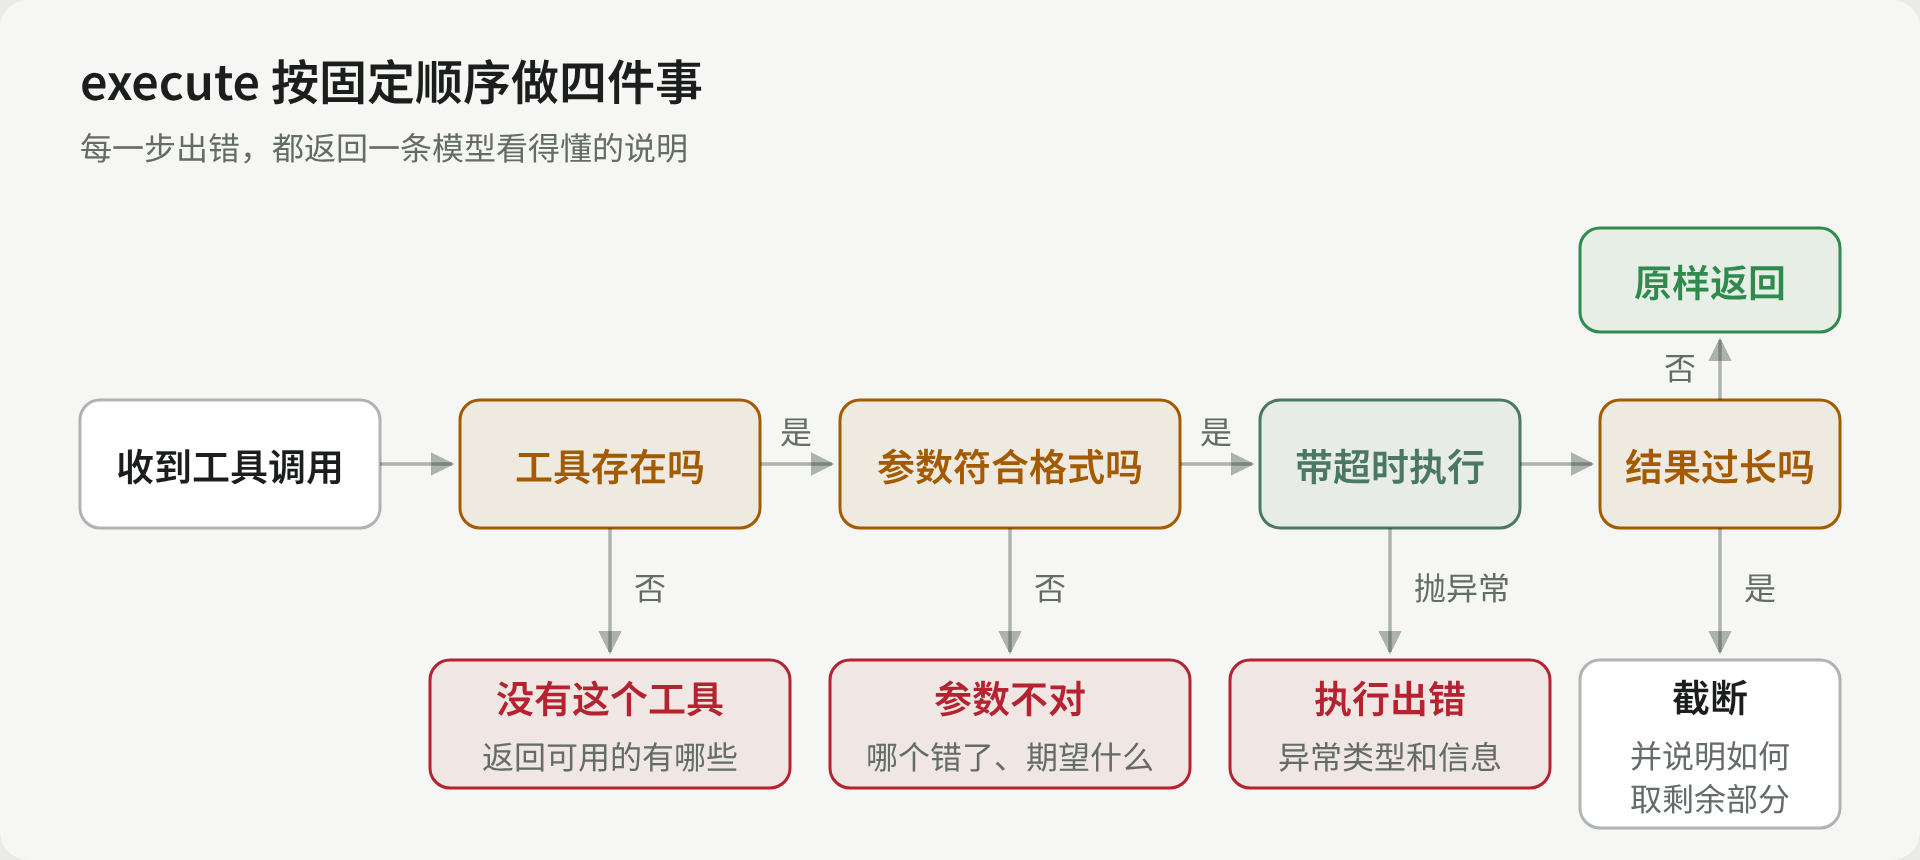 execute 按固定顺序做四件事
每一步出错，都返回一条模型看得懂的说明
原样返回
否
收到工具调用
工具存在吗
是
参数符合格式吗
是
带超时执行
结果过长吗
否
否
抛异常
是
没有这个工具
返回可用的有哪些
参数不对
哪个错了、期望什么
执行出错
异常类型和信息
截断
并说明如何
取剩余部分